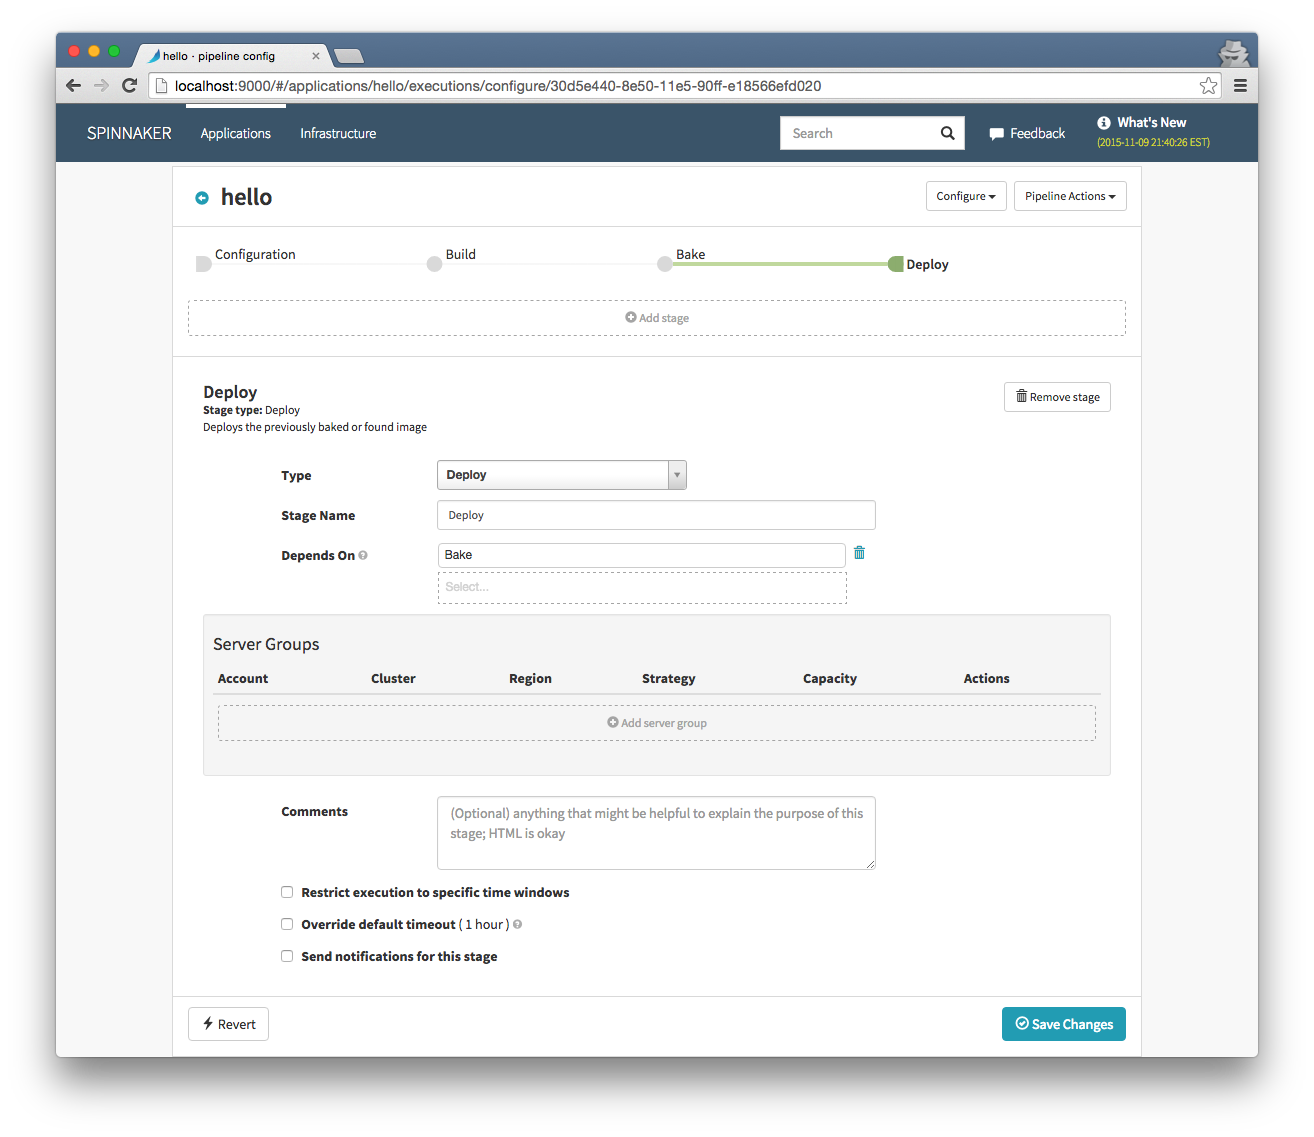 hello · pipeline config
localhost:9000/#/applications/hello/executions/configure/30d5e440-8e50-11e5-90ff-e18566efd020
SPINNAKER Applications Infrastructure Search Feedback What's New
(2015-11-09 21:40:26 EST)
hello Configure Pipeline Actions
Configuration Build Bake Deploy
Add stage
Deploy
Stage type: Deploy
Deploys the previously baked or found image
Remove stage
Type Deploy
Stage Name Deploy
Depends On Bake
Select...
Server Groups
Account Cluster Region Strategy Capacity Actions
Add server group
Comments (Optional) anything that might be helpful to explain the purpose of this
stage; HTML is okay
Restrict execution to specific time windows
Override default timeout ( 1 hour )
Send notifications for this stage
Revert Save Changes